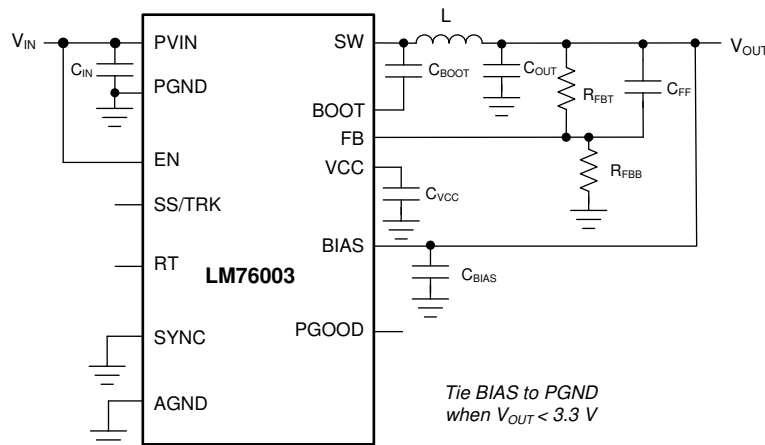 L
VIN
PVIN
SW
VOUT
CIN
CBOOT
COUT
RFBT
CFF
PGND
BOOT
FB
EN
VCC
RFBB
SS/TRK
CVCC
BIAS
RT
LM76003
CBIAS
PGOOD
SYNC
AGND
Tie BIAS to PGND
when VOUT < 3.3 V